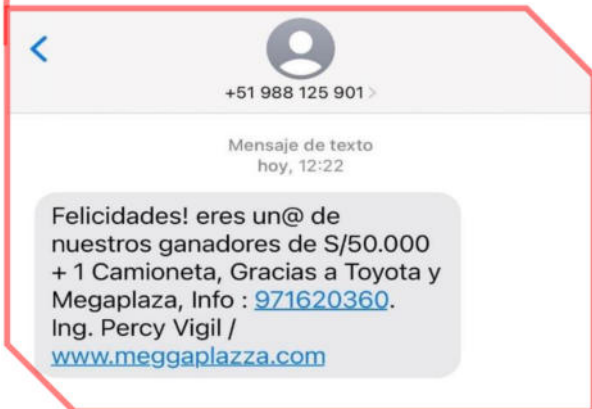 +51 988 125 901 >
Mensaje de texto
hoy, 12:22
Felicidades! eres un@ de
nuestros ganadores de S/50.000
+ 1 Camioneta, Gracias a Toyota y
Megaplaza, Info : 971620360.
Ing. Percy Vigil /
www.meggaplazza.com